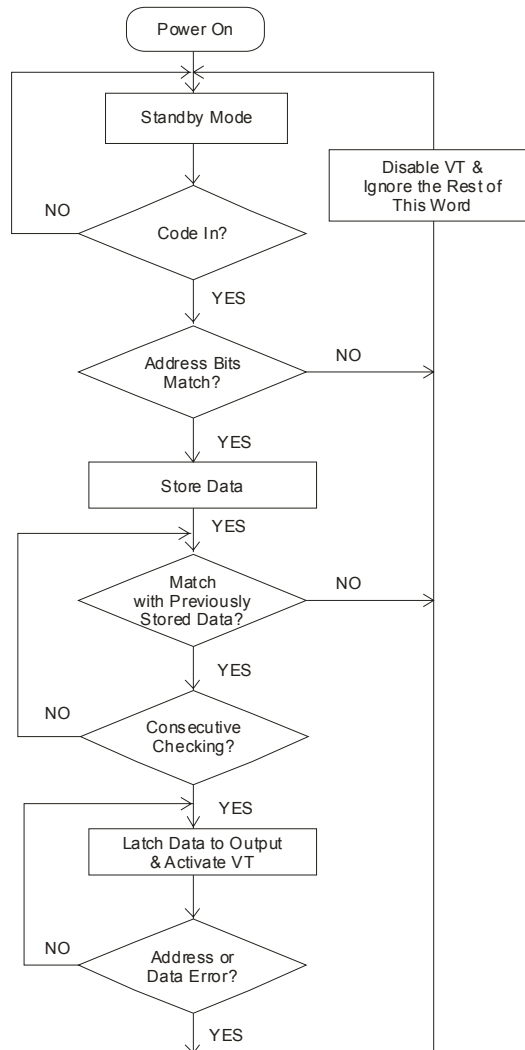 Power On
Standby Mode
Disable VT &
Ignore the Rest of
This Word
NO
Code In?
YES
Address Bits
Match?
NO
YES
Store Data
YES
Match
with Previously
Stored Data?
NO
YES
NO
Consecutive
Checking?
YES
Latch Data to Output
& Activate VT
NO
Address or
Data Error?
YES